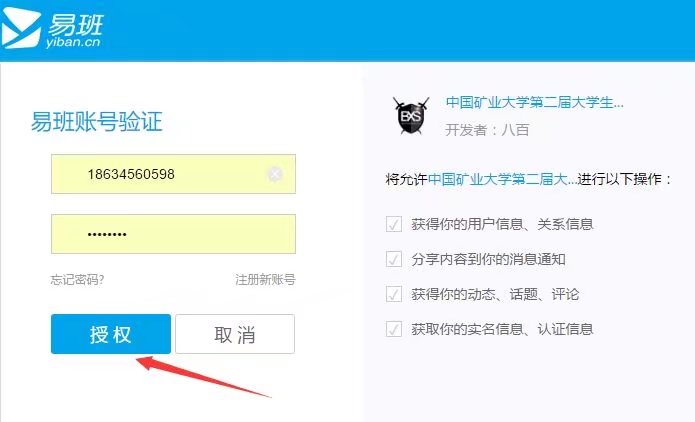 易班
yiban.cn
易班账号验证
18634560598
••••••••
忘记密码?
注册新账号
授 权
取 消
BXS
中国矿业大学第二届大学生...
开发者：八百
将允许中国矿业大学第二届大...进行以下操作：
获得你的用户信息、关系信息
分享内容到你的消息通知
获得你的动态、话题、评论
获取你的实名信息、认证信息